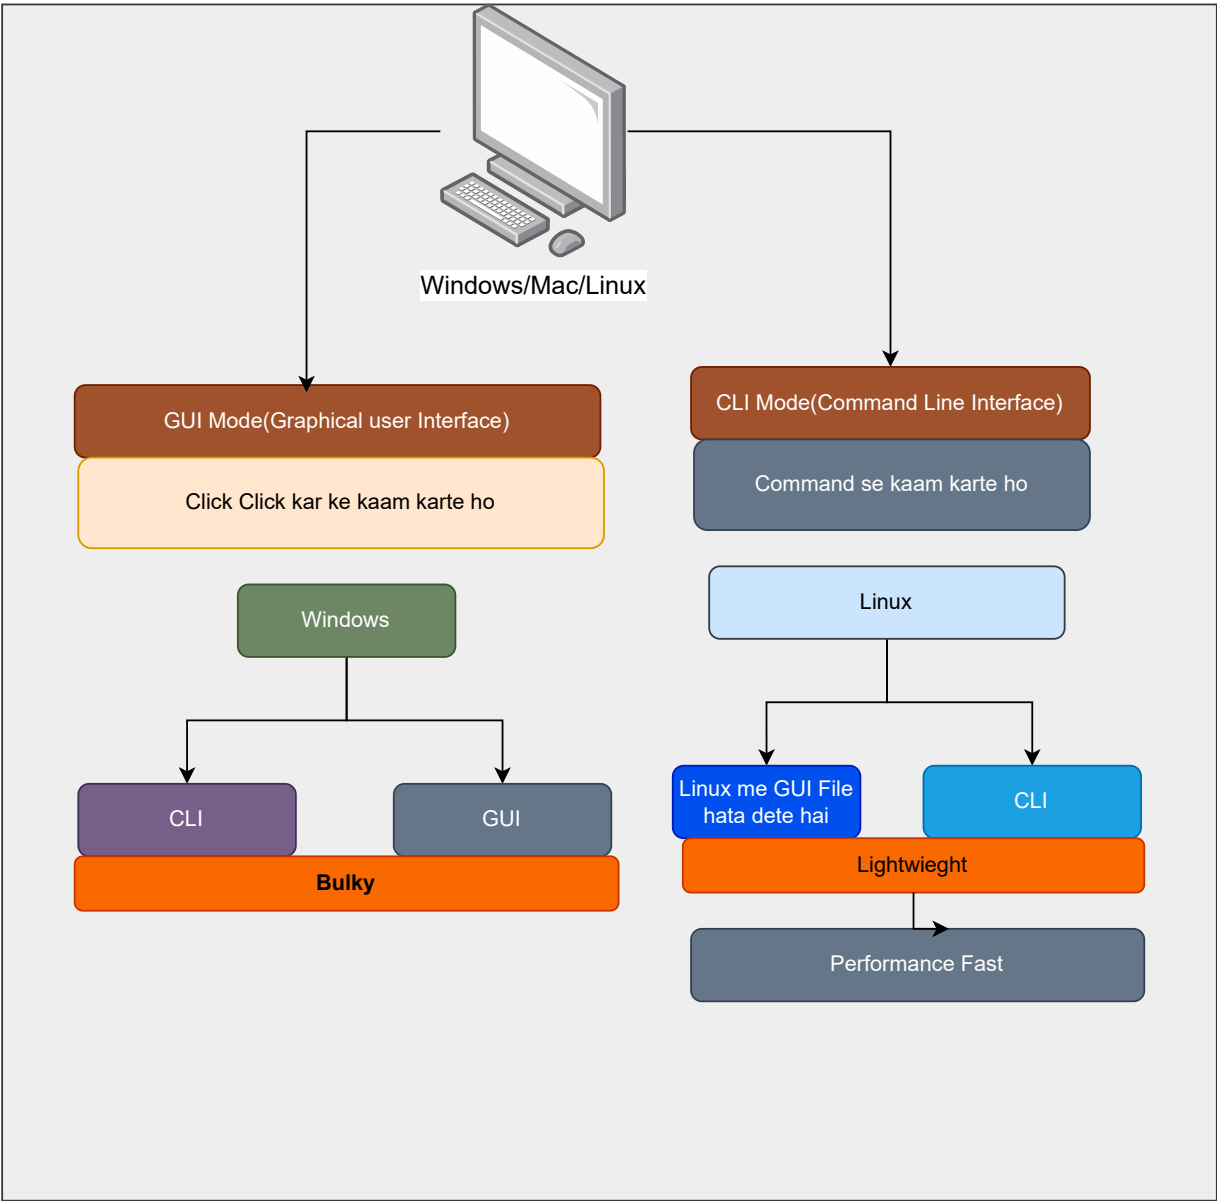 Windows/Mac/Linux
GUI Mode(Graphical user Interface)
Click Click kar ke kaam karte ho
CLI Mode(Command Line Interface)
Command se kaam karte ho
Windows
CLI
GUI
Bulky
Linux
Linux me GUI File
hata dete hai
CLI
Lightwieght
Performance Fast